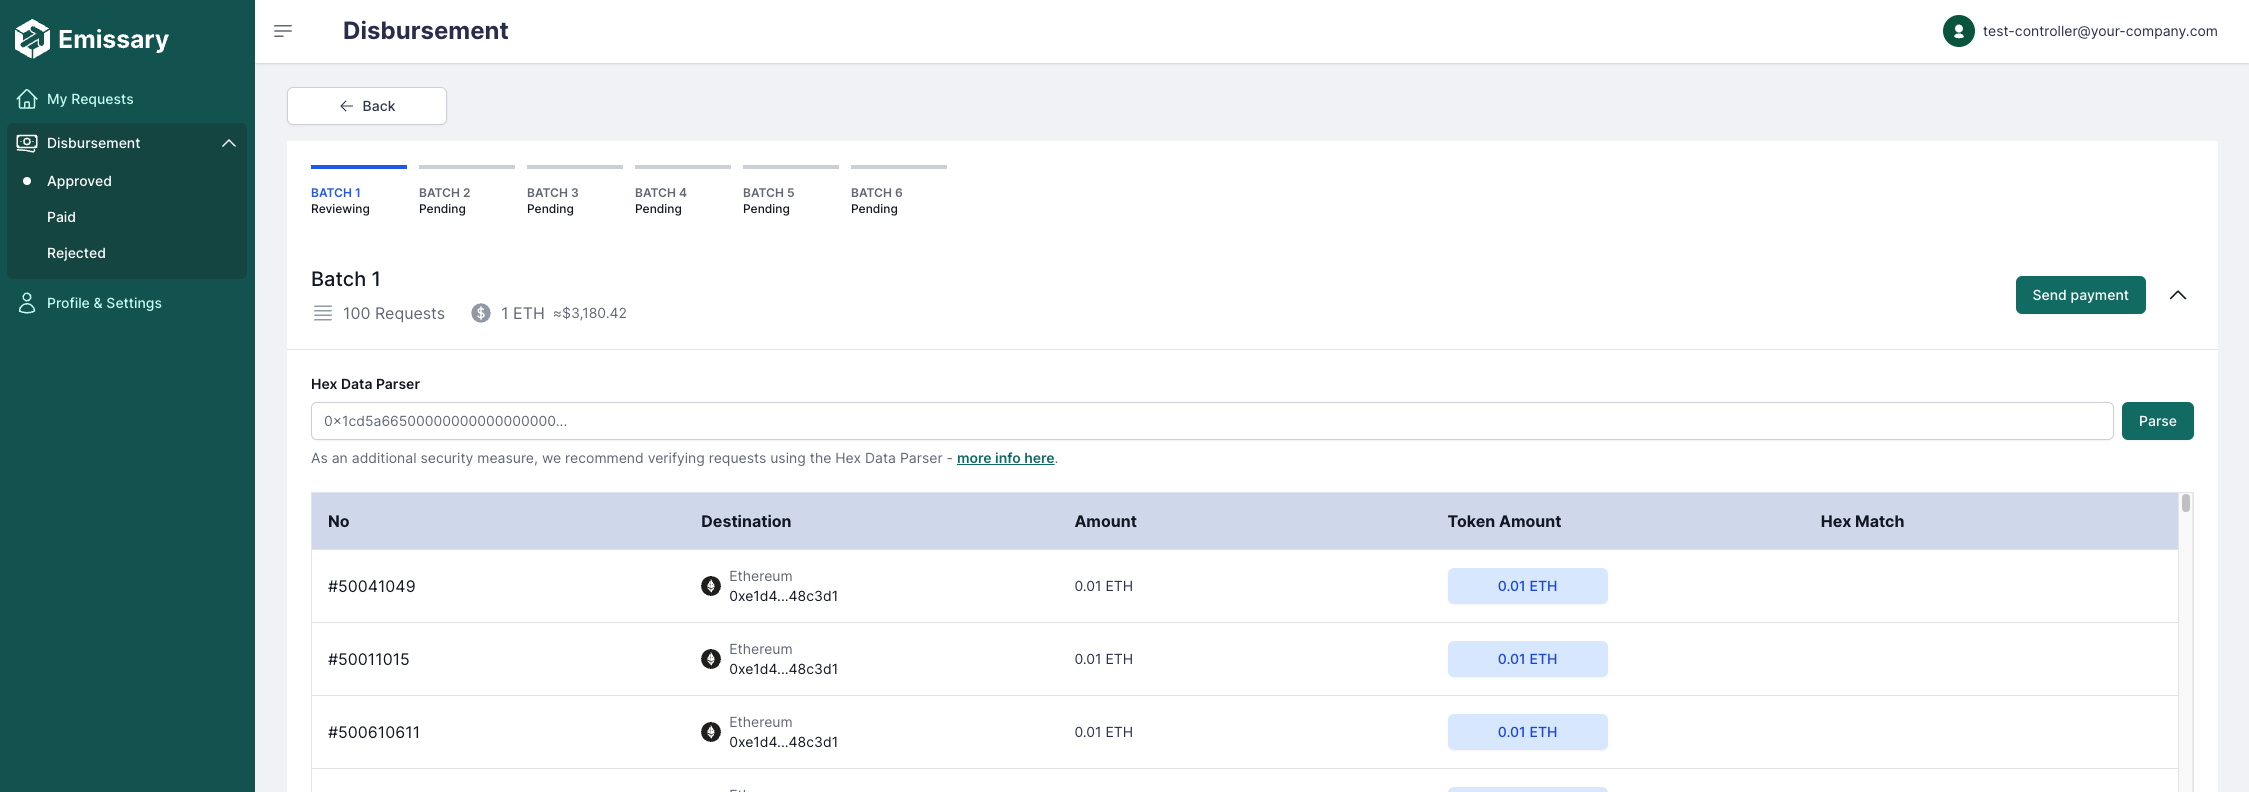 Emissary
My Requests
Disbursement
Approved
Paid
Rejected
Profile & Settings
Disbursement
test-controller@your-company.com
Back
BATCH 1
Reviewing
BATCH 2
Pending
BATCH 3
Pending
BATCH 4
Pending
BATCH 5
Pending
BATCH 6
Pending
Batch 1
100 Requests
1 ETH ≈$3,180.42
Send payment
Hex Data Parser
0x1cd5a66500000000000000000...
Parse
As an additional security measure, we recommend verifying requests using the Hex Data Parser - more info here.
No Destination Amount Token Amount Hex Match
#50041049
Ethereum
0xe1d4...48c3d1
0.01 ETH
0.01 ETH
#50011015
Ethereum
0xe1d4...48c3d1
0.01 ETH
0.01 ETH
#500610611
Ethereum
0xe1d4...48c3d1
0.01 ETH
0.01 ETH